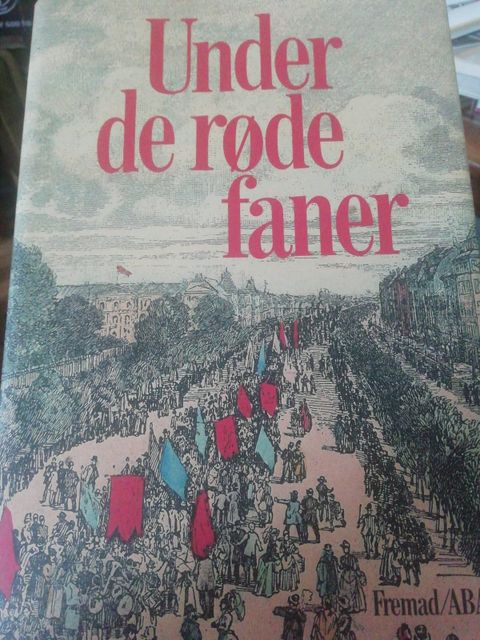 Under
de røde
faner
Fremad/ABA